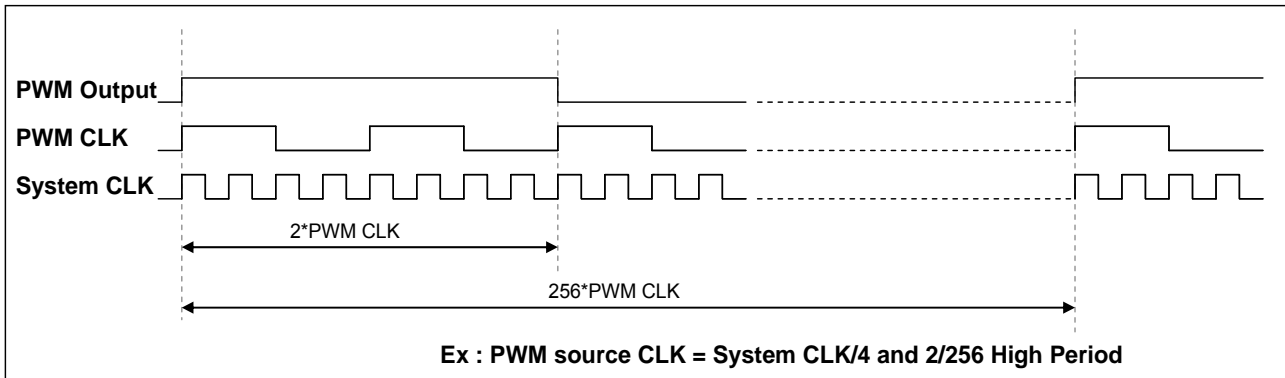 PWM Output
PWM CLK
System CLK
2*PWM CLK
256*PWM CLK
Ex : PWM source CLK = System CLK/4 and 2/256 High Period